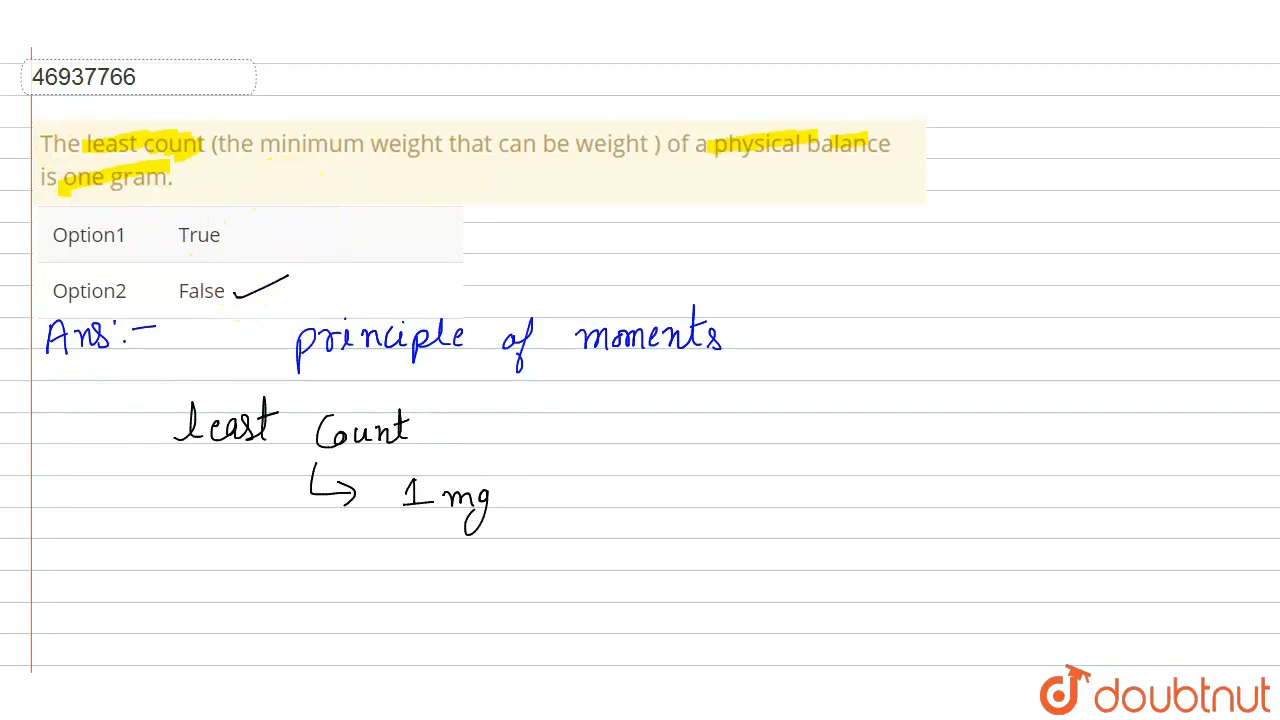 46937766
The least count (the minimum weight that can be weight ) of a physical balance
is one gram.
Option1 True
Option2 False
Ans:- principle of moments
least Count
↳ 1 mg
doubtnut